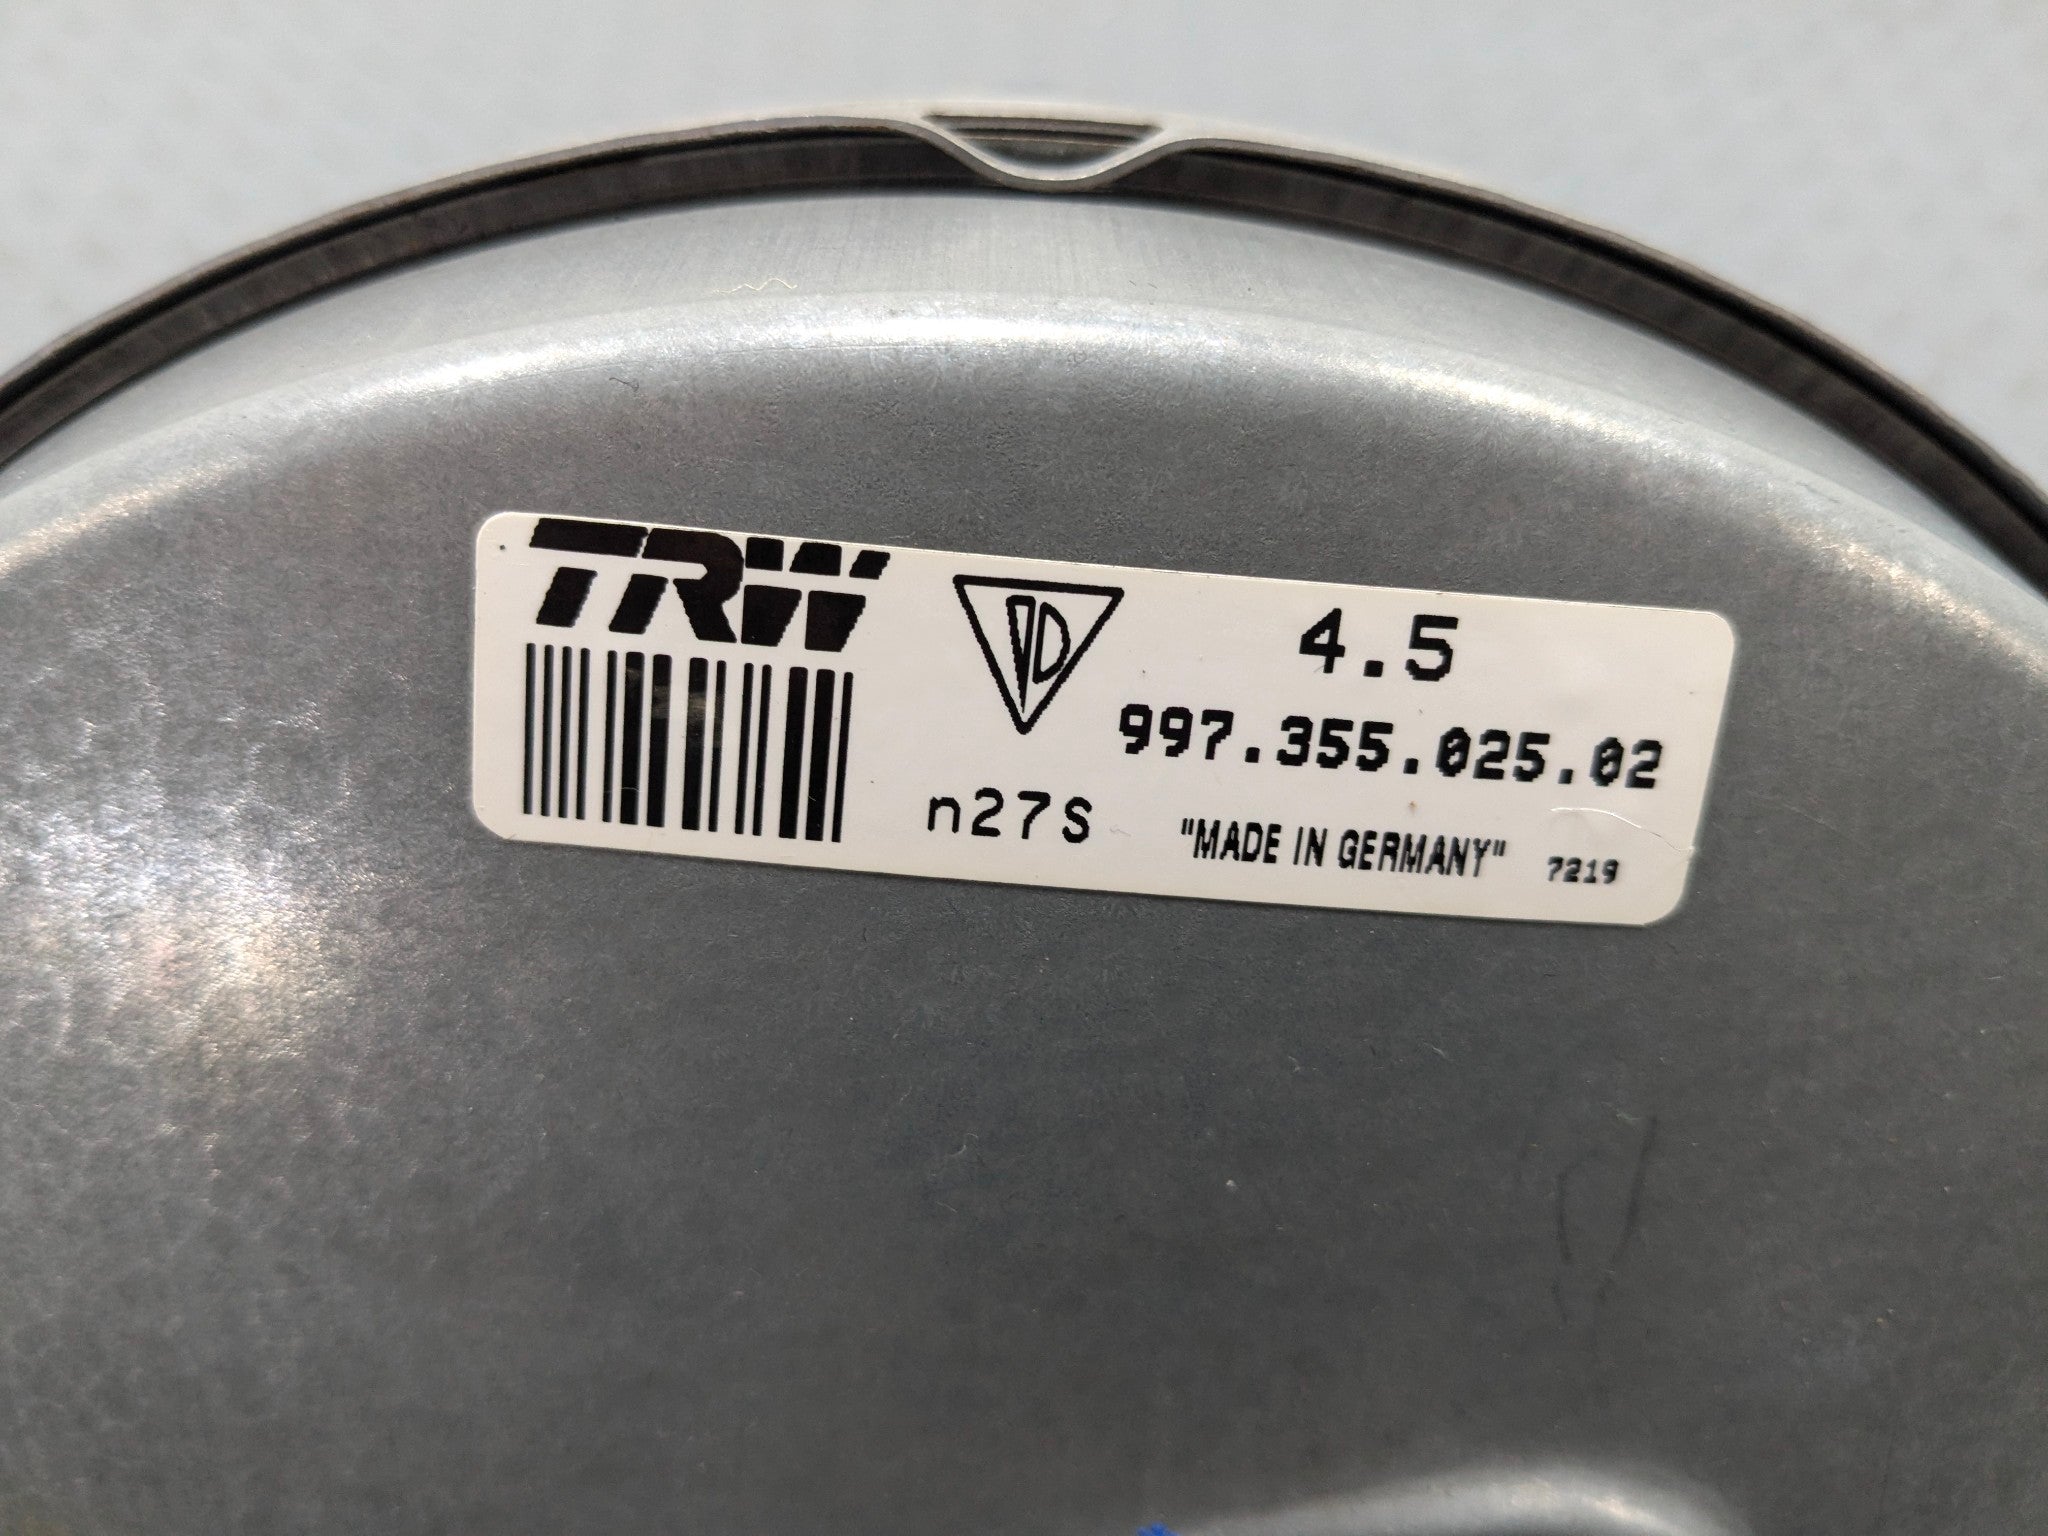 TRW
4.5
997.355.025.02
n27S
"MADE IN GERMANY" 7219